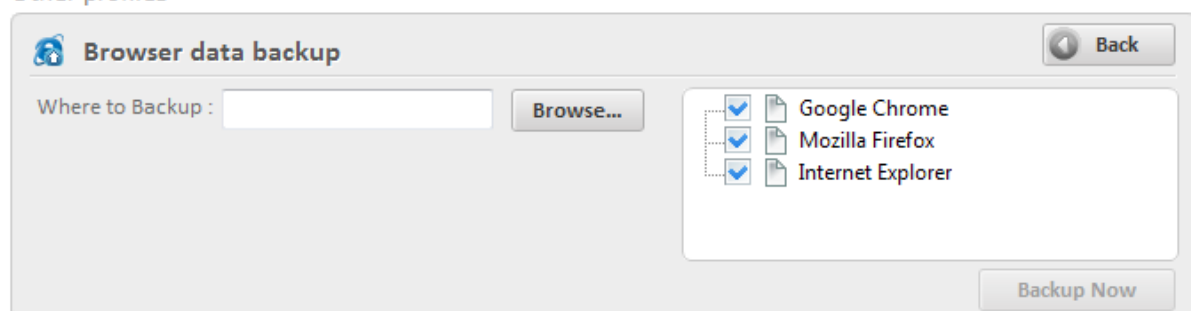 Browser data backup
Back
Where to Backup :
Browse...
Google Chrome
Mozilla Firefox
Internet Explorer
Backup Now